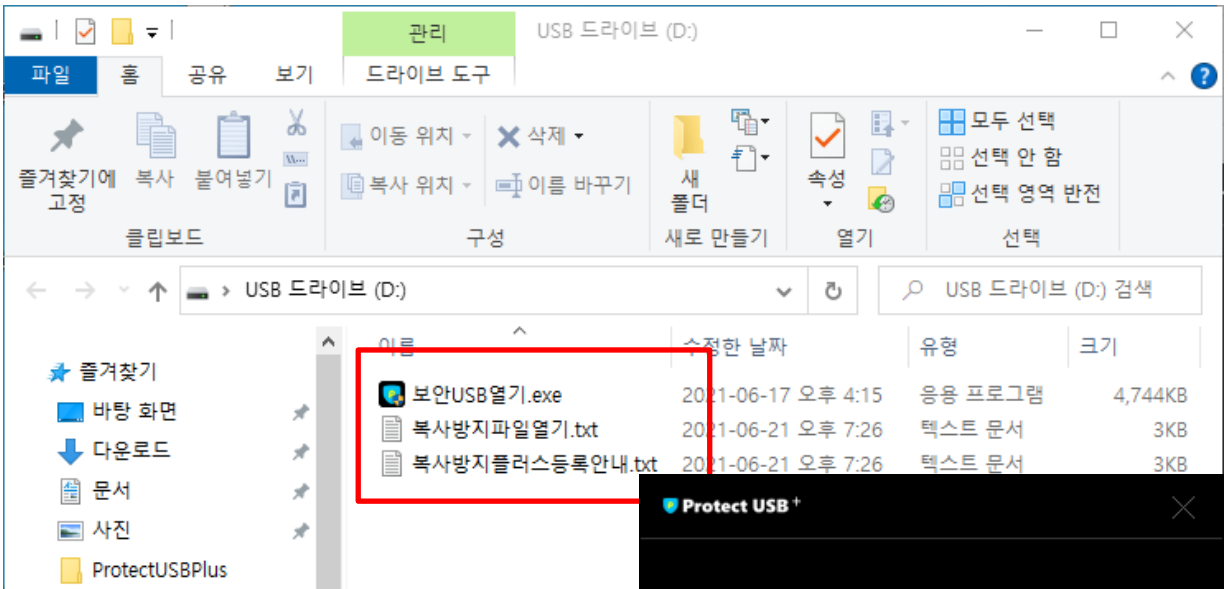 관리
USB 드라이브 (D:)
파일
홈
공유
보기
드라이브 도구
즐겨찾기에
고정
복사
붙여넣기
이동 위치
복사 위치
삭제
이름 바꾸기
새
폴더
속성
모두 선택
선택 안 함
선택 영역 반전
클립보드
구성
새로 만들기
열기
선택
USB 드라이브 (D:)
USB 드라이브 (D:) 검색
이름
수정한 날짜
유형
크기
즐겨찾기
바탕 화면
다운로드
문서
사진
ProtectUSBPlus
보안USB열기.exe 2021-06-17 오후 4:15 응용 프로그램 4,744KB
복사방지파일열기.txt 2021-06-21 오후 7:26 텍스트 문서 3KB
복사방지플러스등록안내.txt 2021-06-21 오후 7:26 텍스트 문서 3KB
Protect USB+